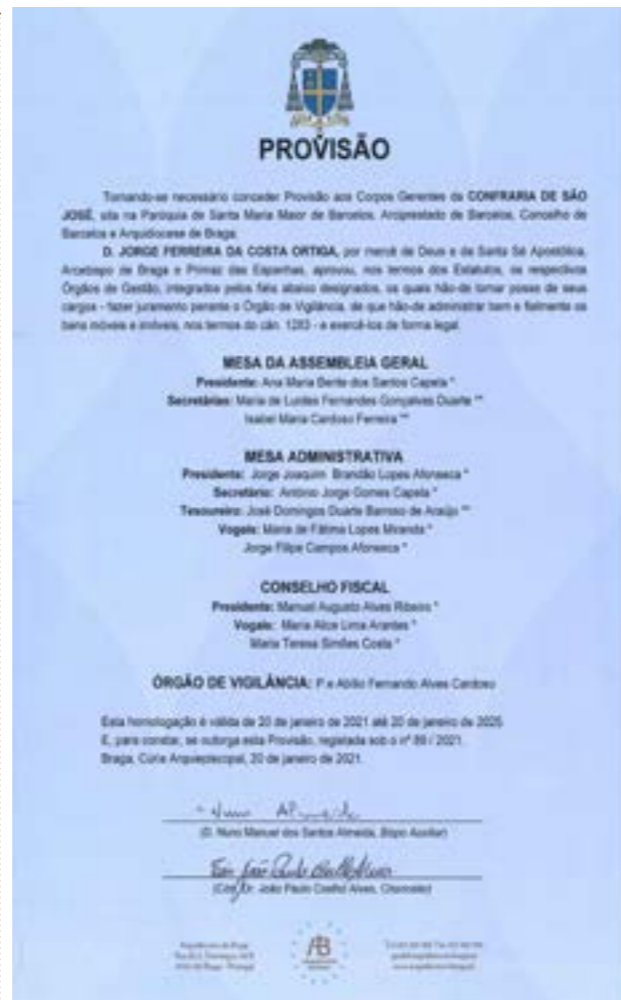 PROVISÃO
Tornando-se necessário conceder Provisão aos Corpos Gerentes da CONFRARIA DE SÃO
JOSÉ, sita na Paróquia de Santa Maria Maior de Barcelos, Arciprestado de Barcelos, Concelho de
Barcelos e Arquidiocese de Braga;
D. JORGE FERREIRA DA COSTA ORTIGA, por mercê de Deus e da Santa Sé Apostólica,
Arcebispo de Braga e Primaz das Espanhas, aprovou, nos termos dos Estatutos, os respectivos
Órgãos de Gestão, integrados pelos fiéis abaixo designados, os quais hão-de tomar posse de seus
cargos - fazer juramento perante o Órgão de Vigilância, de que hão-de administrar bem e fielmente os
bens móveis e imóveis, nos termos do cân. 1283 - e exercê-los de forma legal.
MESA DA ASSEMBLEIA GERAL
Presidente: Ana Maria Bente dos Santos Capela *
Secretárias: Maria de Lurdes Fernandes Gonçalves Duarte **
Isabel Maria Cardoso Ferreira **
MESA ADMINISTRATIVA
Presidente: Jorge Joaquim Brandão Lopes Afonseca *
Secretário: António Jorge Gomes Capela *
Tesoureiro: José Domingos Duarte Barroso de Araújo **
Vogais: Maria de Fátima Lopes Miranda *
Jorge Filipe Campos Afonseca *
CONSELHO FISCAL
Presidente: Manuel Augusto Alves Ribeiro *
Vogais: Maria Alice Lima Arantes *
Maria Teresa Simões Costa *
ÓRGÃO DE VIGILÂNCIA: P.e Abílio Fernando Alves Cardoso
Esta homologação é válida de 20 de janeiro de 2021 até 20 de janeiro de 2025.
E, para constar, se outorga esta Provisão, registada sob o nº 89 / 2021.
Braga, Cúria Arquiepiscopal, 20 de janeiro de 2021.
Nuno Almeida
(D. Nuno Manuel dos Santos Almeida, Bispo Auxiliar)
(Cón. Dr. João Paulo Coelho Alves, Chanceler)
Arquidiocese de Braga